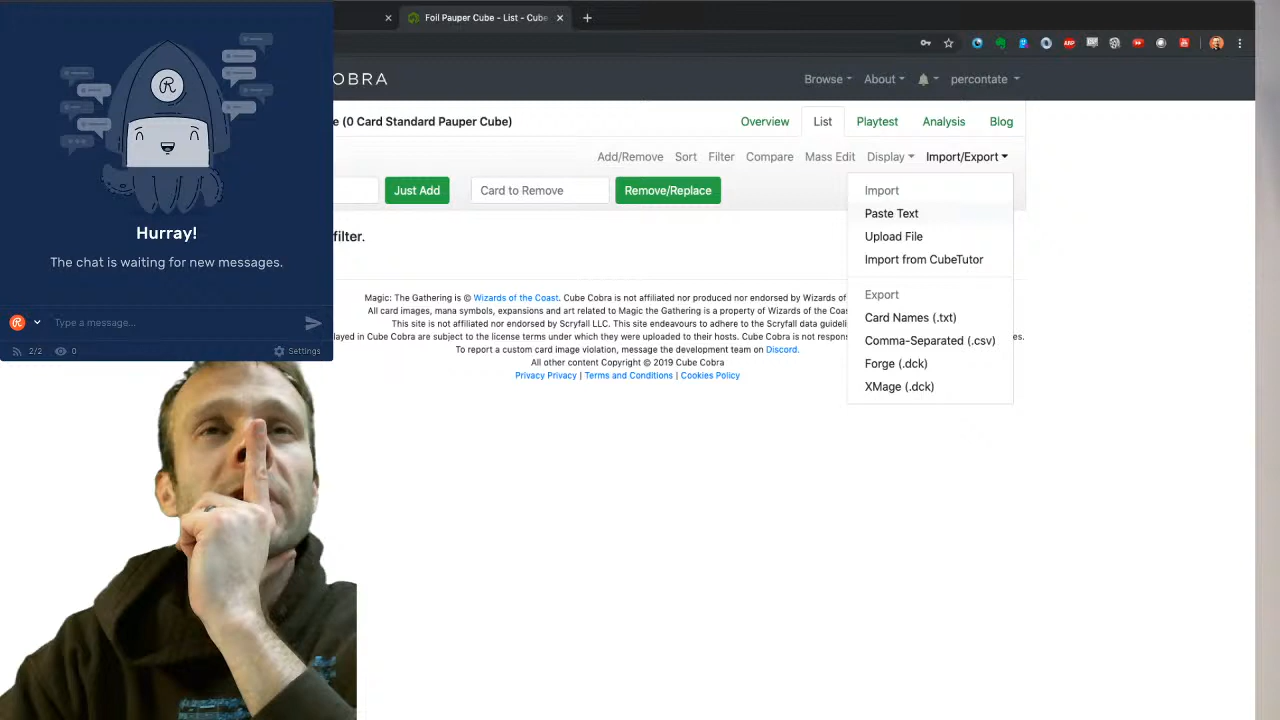 Foil Pauper Cube - List - Cube
OBRA
Browse
About
percontate
e (0 Card Standard Pauper Cube)
Overview
List
Playtest
Analysis
Blog
Add/Remove
Sort
Filter
Compare
Mass Edit
Display
Import/Export
Just Add
Card to Remove
Remove/Replace
Import
Paste Text
Upload File
Import from CubeTutor
Export
Card Names (.txt)
Comma-Separated (.csv)
Forge (.dck)
XMage (.dck)
filter.
Magic: The Gathering is © Wizards of the Coast. Cube Cobra is not affiliated nor produced nor endorsed by Wizards of
All card images, mana symbols, expansions and art related to Magic the Gathering is a property of Wizards of the Coas
This site is not affiliated nor endorsed by Scryfall LLC. This site endeavours to adhere to the Scryfall data guideli
ayed in Cube Cobra are subject to the license terms under which they were uploaded to their hosts. Cube Cobra is not respon
es.
To report a custom card image violation, message the development team on Discord.
All other content Copyright © 2019 Cube Cobra
Privacy Privacy | Terms and Conditions | Cookies Policy
R
Hurray!
The chat is waiting for new messages.
Type a message...
2/2
0
Settings